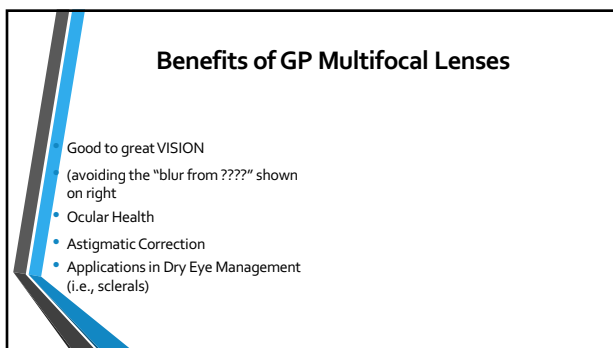 Benefits of GP Multifocal Lenses
• Good to great VISION
• (avoiding the "blur from ????" shown
on right
• Ocular Health
• Astigmatic Correction
• Applications in Dry Eye Management
(i.e., sclerals)